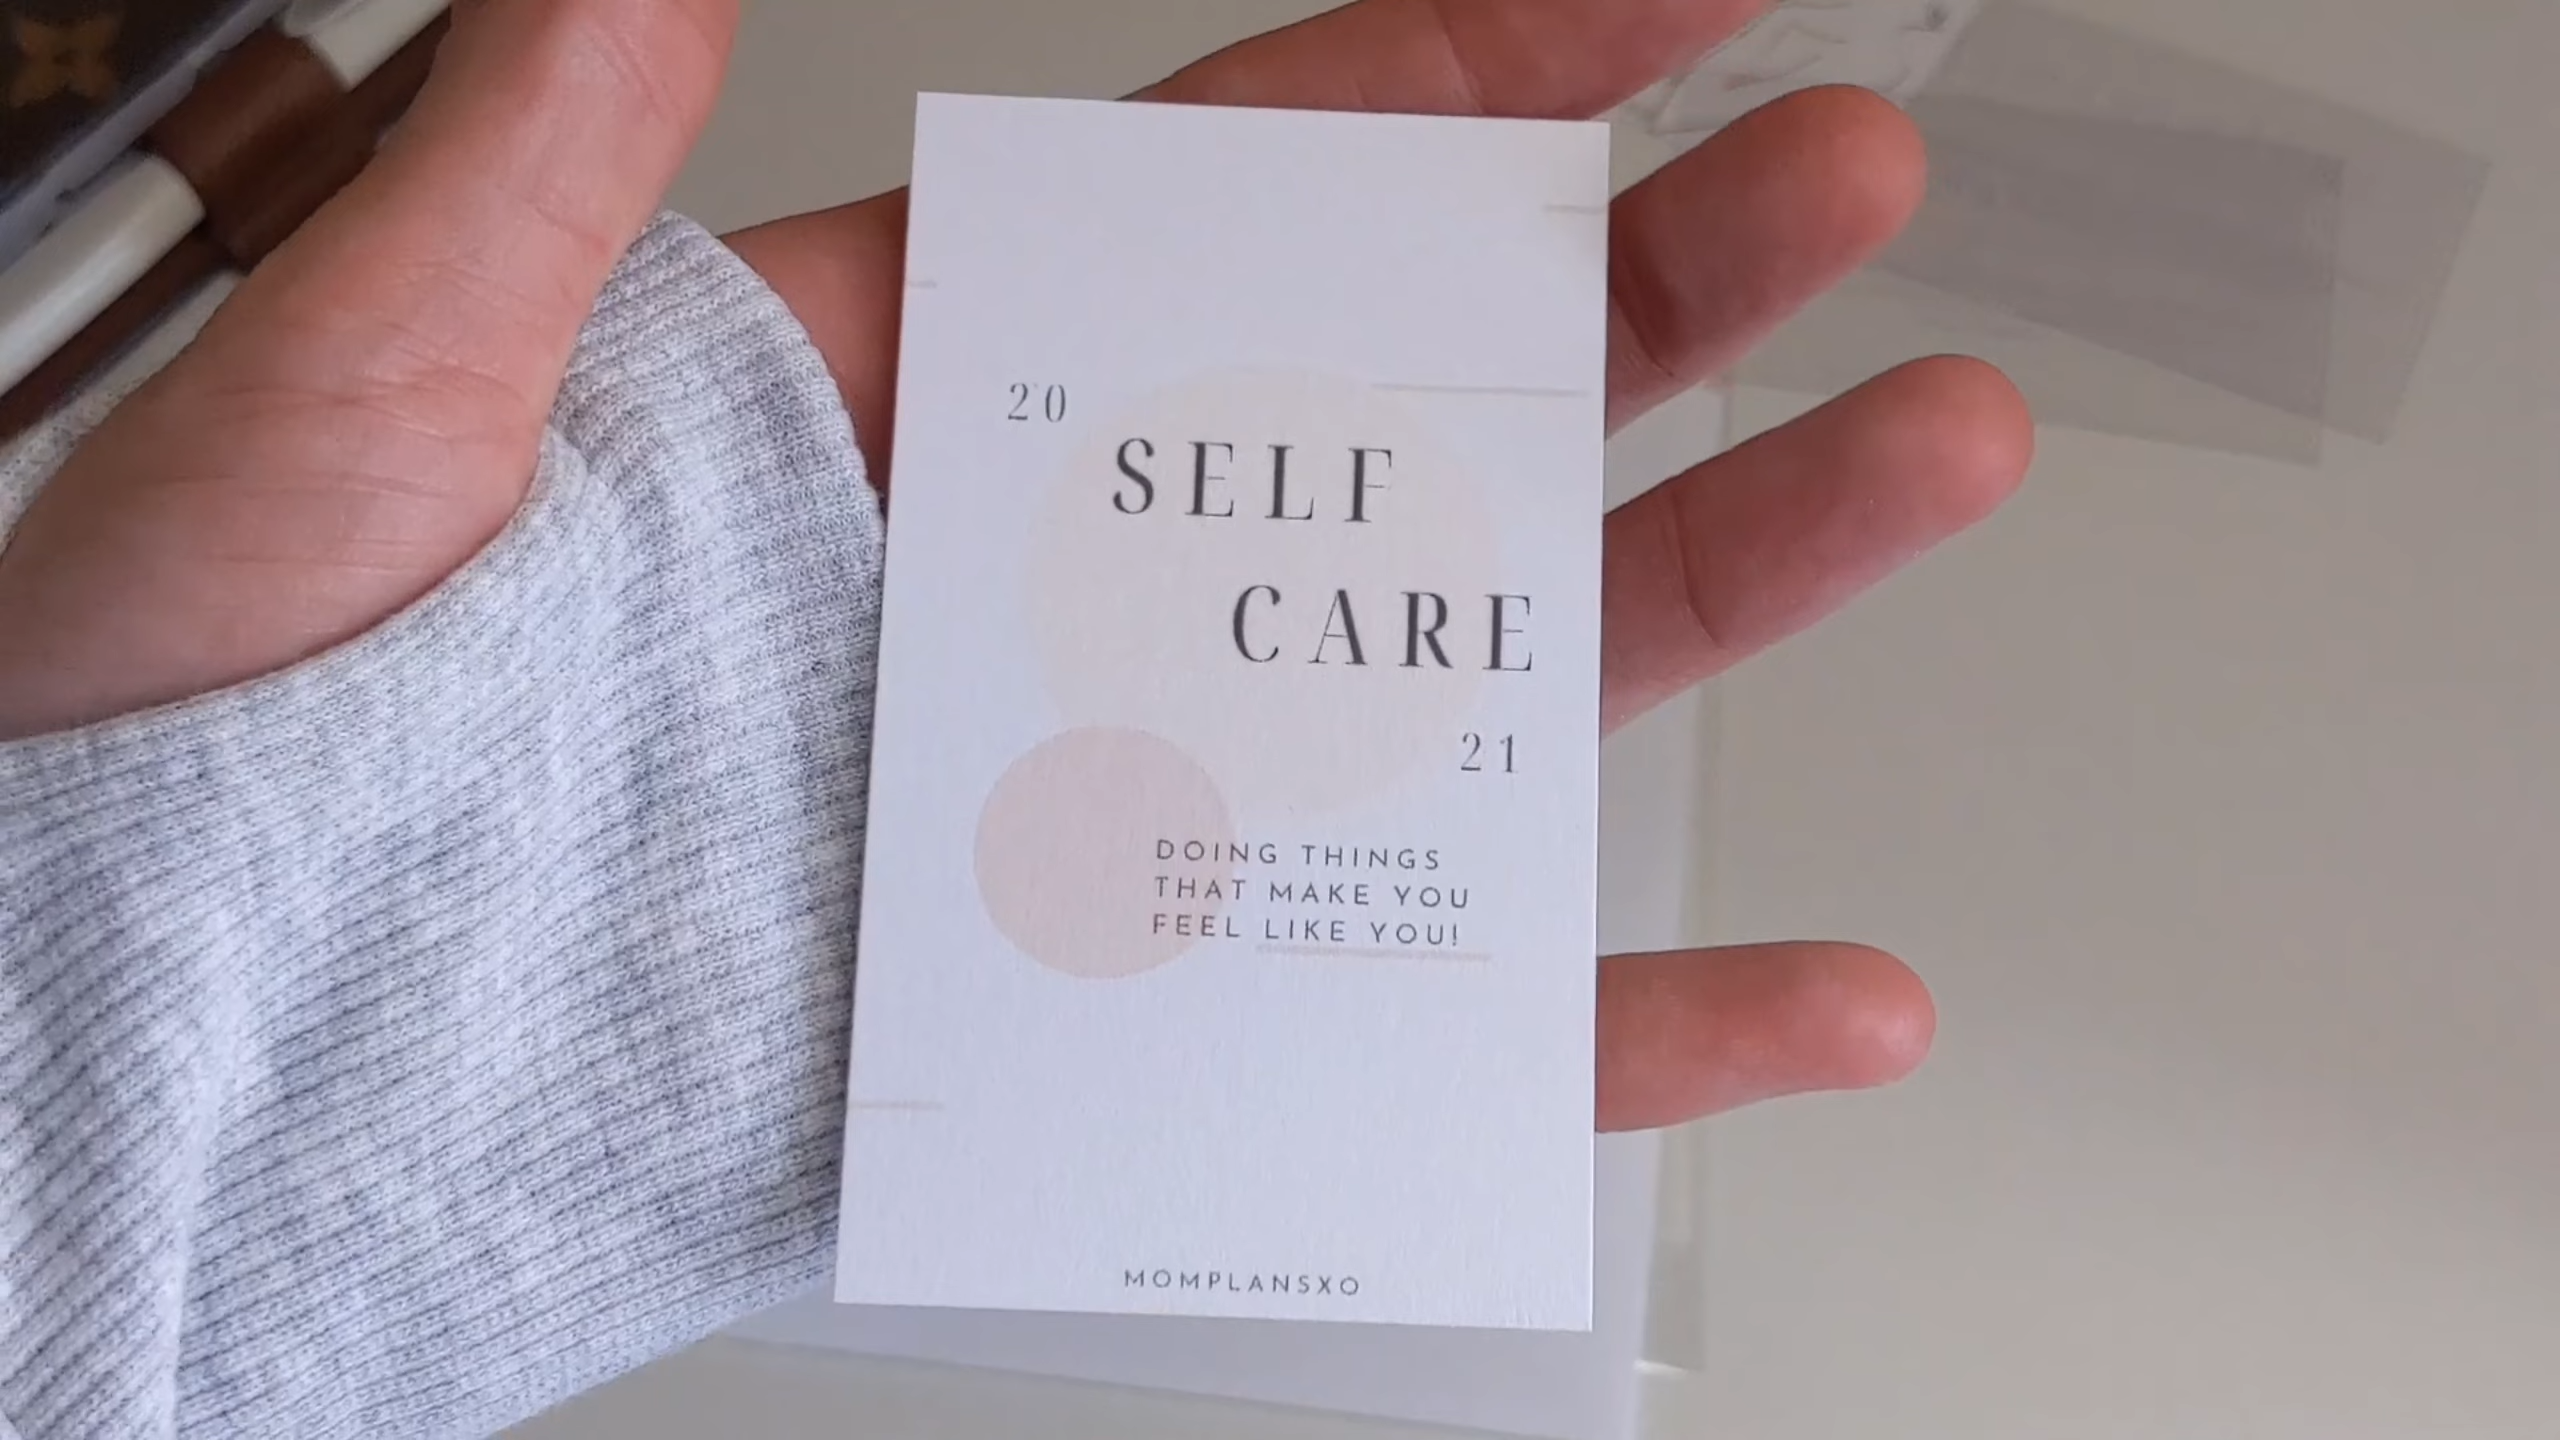 20
SELF
CARE
21
DOING THINGS
THAT MAKE YOU
FEEL LIKE YOU!
MOMPLANSXO